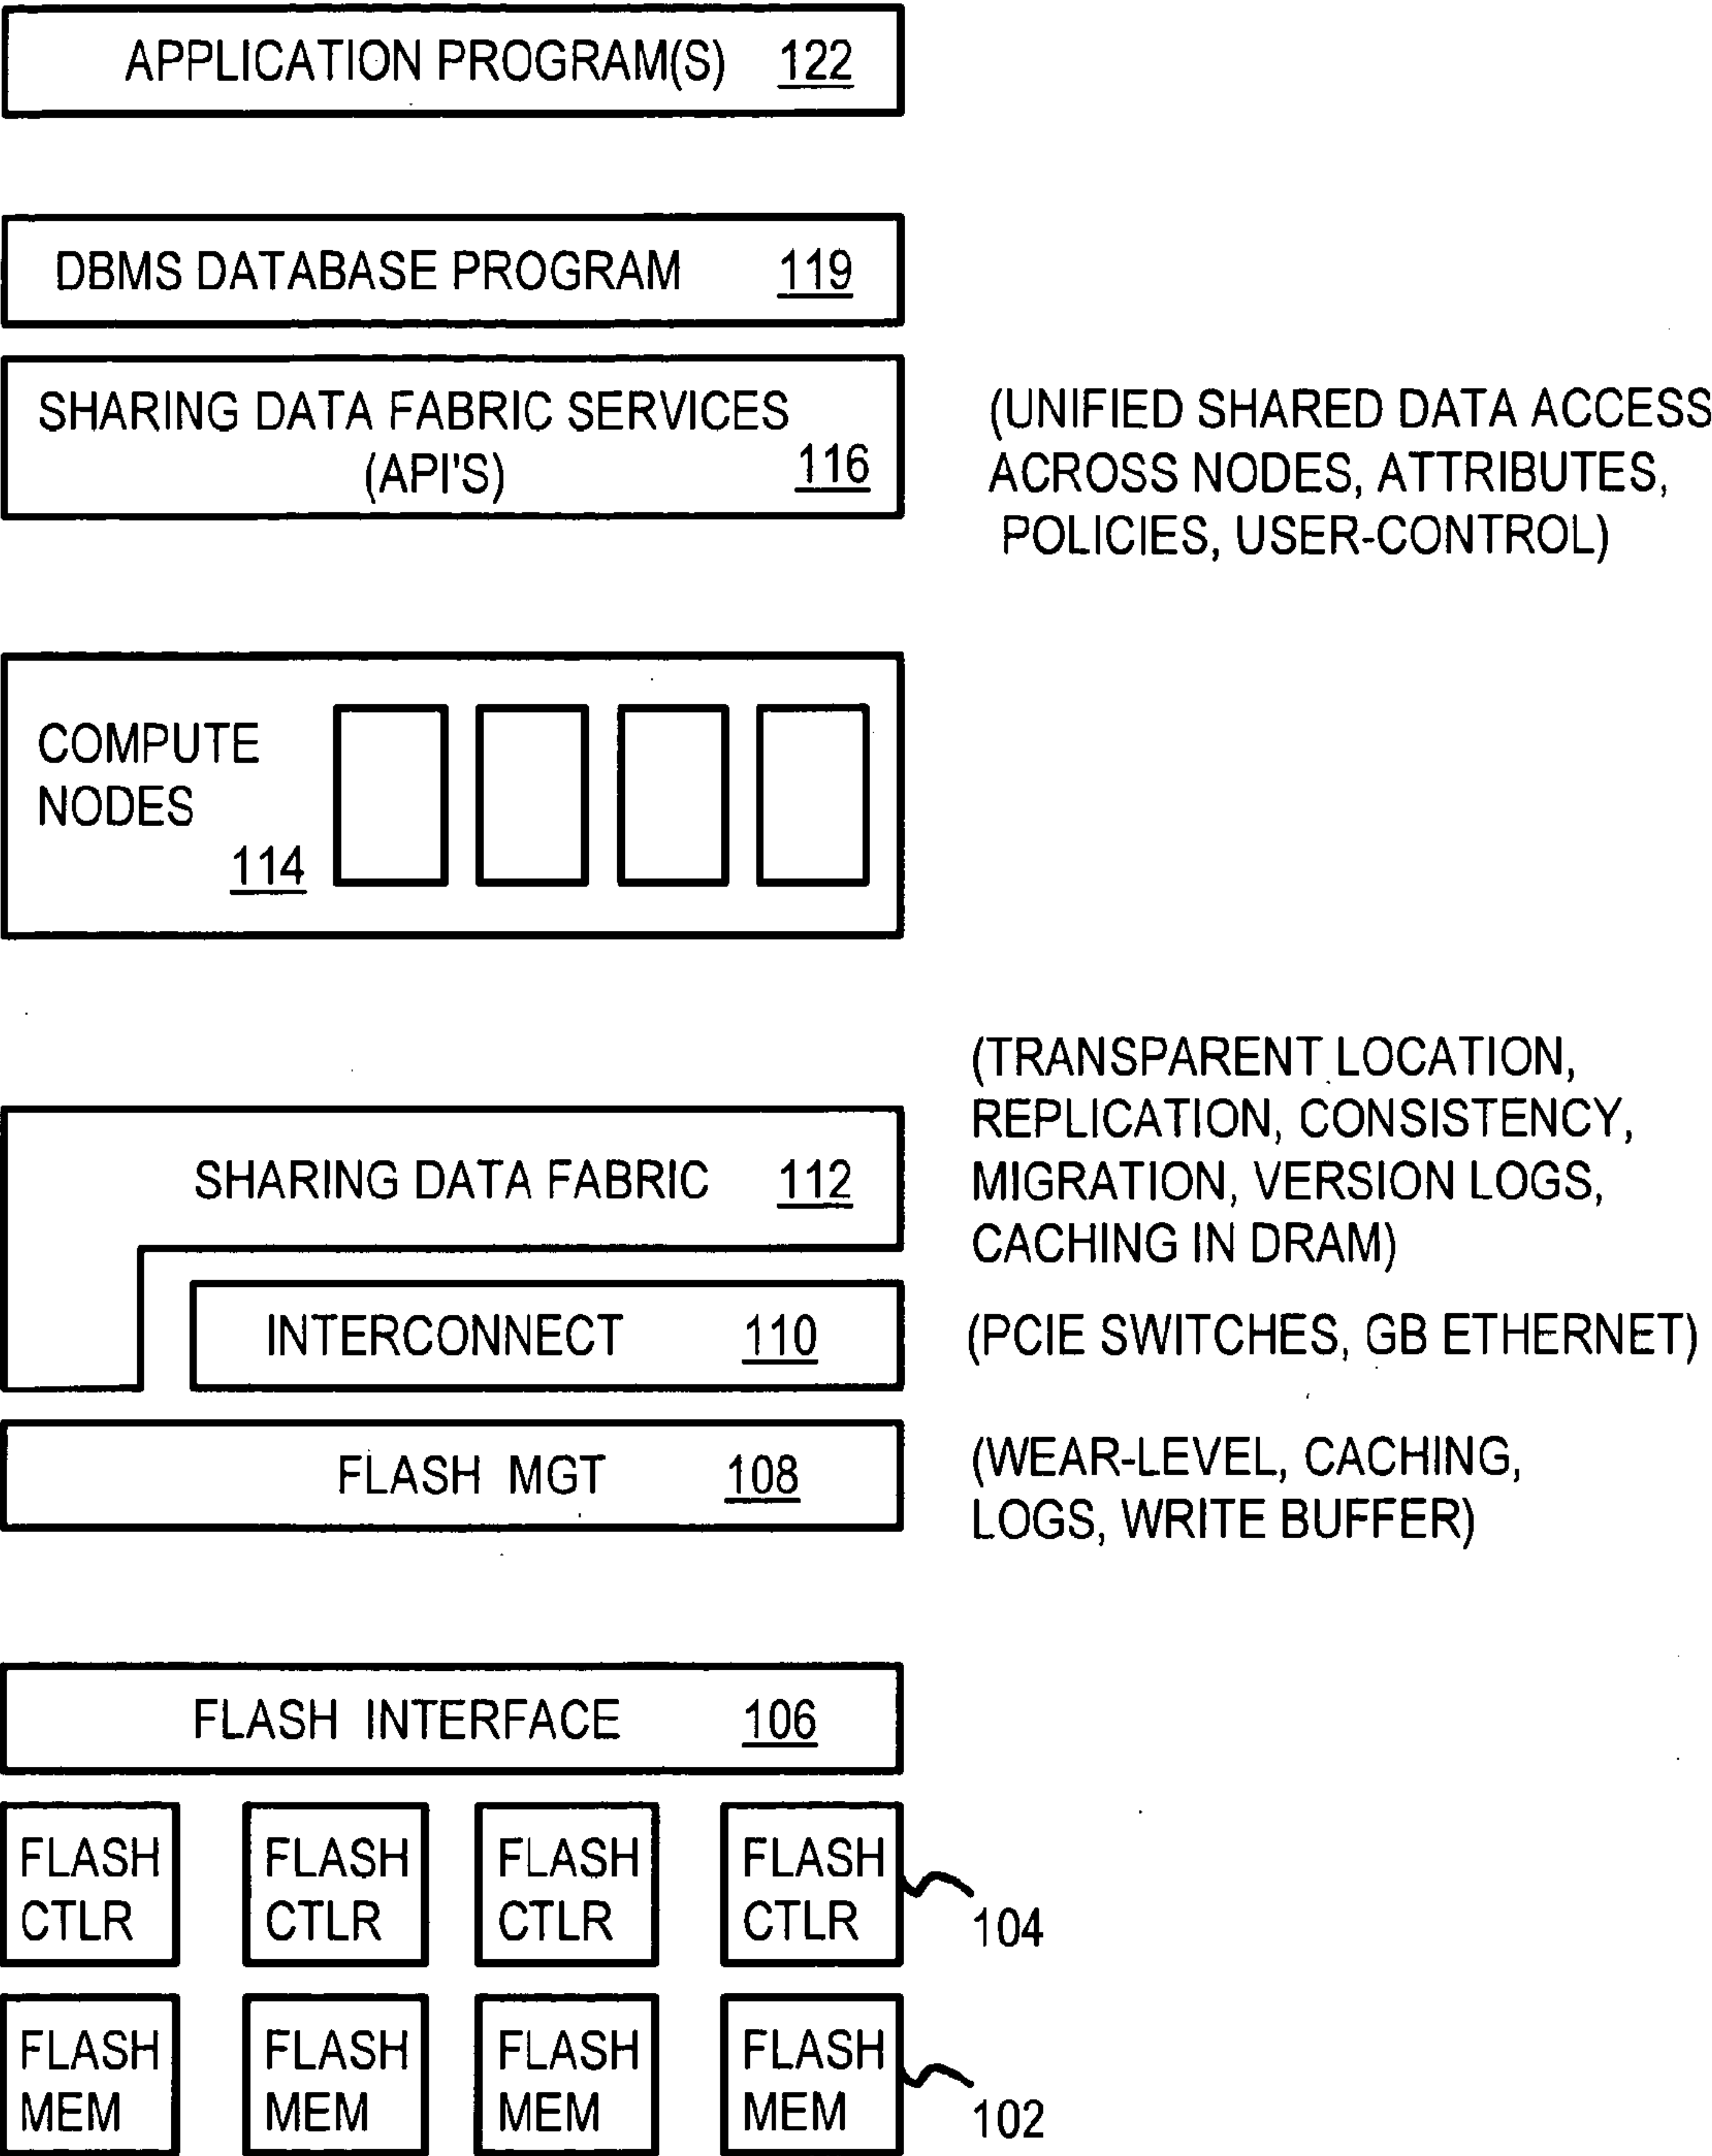 APPLICATION PROGRAM(S) 122
DBMS DATABASE PROGRAM 119
SHARING DATA FABRIC SERVICES
(API'S) 116
(UNIFIED SHARED DATA ACCESS
ACROSS NODES, ATTRIBUTES,
POLICIES, USER-CONTROL)
COMPUTE
NODES
114
(TRANSPARENT LOCATION,
REPLICATION, CONSISTENCY,
MIGRATION, VERSION LOGS,
CACHING IN DRAM)
SHARING DATA FABRIC 112
INTERCONNECT 110
(PCIE SWITCHES, GB ETHERNET)
FLASH MGT 108
(WEAR-LEVEL, CACHING,
LOGS, WRITE BUFFER)
FLASH INTERFACE 106
FLASH
CTLR
FLASH
CTLR
FLASH
CTLR
FLASH
CTLR
104
FLASH
MEM
FLASH
MEM
FLASH
MEM
FLASH
MEM
102